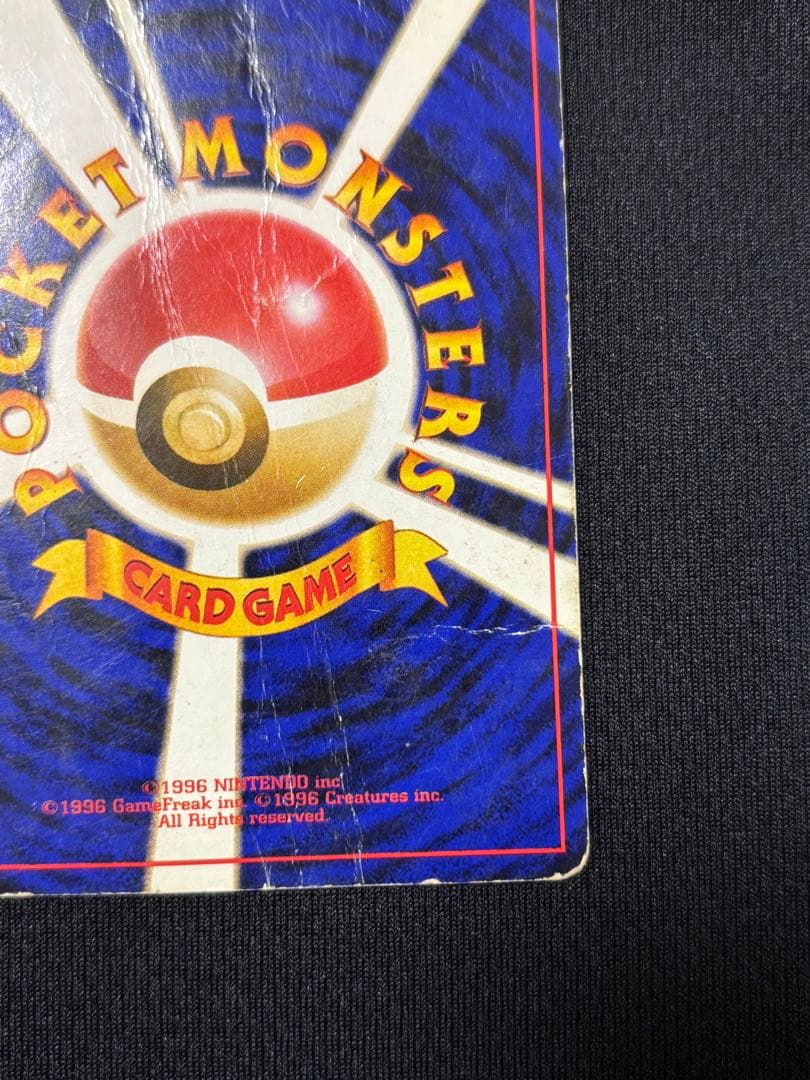 POCKET MONSTERS
CARD GAME
©1996 NINTENDO inc
©1996 GameFreak inc. ©1996 Creatures inc.
All Rights reserved.